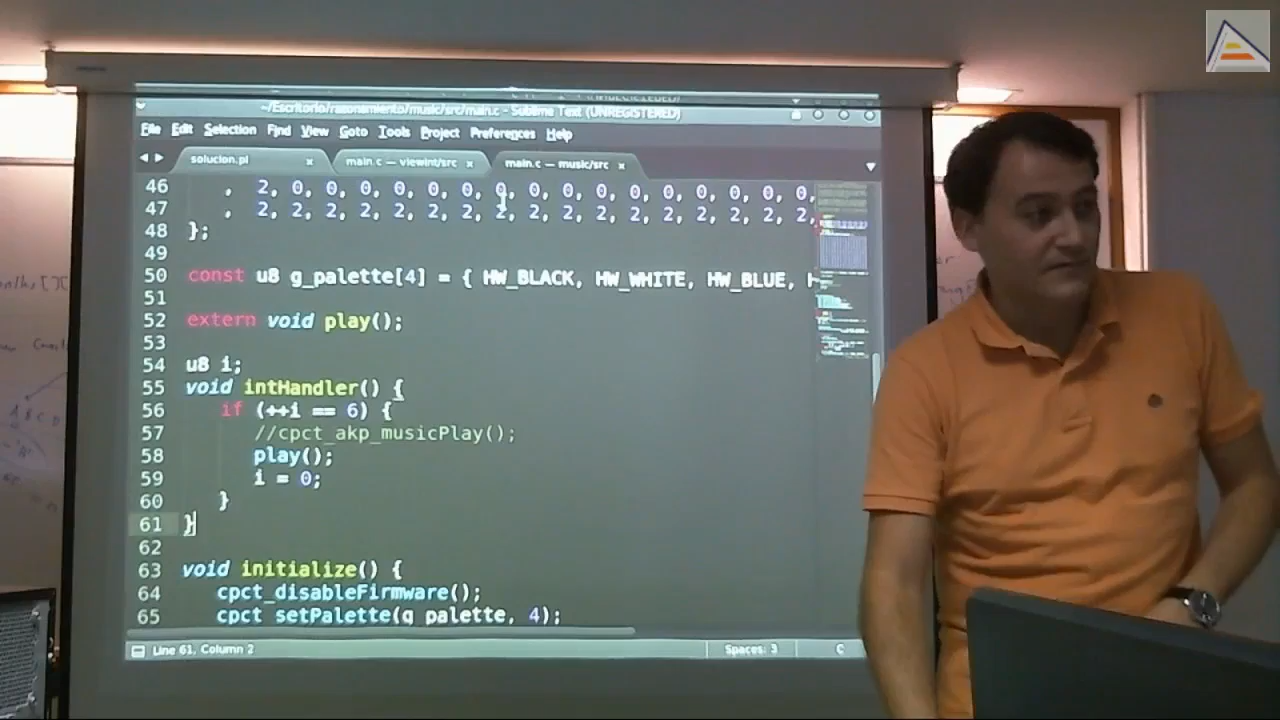 ~/Escritorio/razonamiento/music/src/main.c - Sublime Text (UNREGISTERED)
File Edit Selection Find View Goto Tools Project Preferences Help
solucion.pl x main.c — viewint/src x main.c — music/src x
46 , 2, 0, 0, 0, 0, 0, 0, 0, 0, 0, 0, 0, 0, 0, 0, 0,
47 , 2, 2, 2, 2, 2, 2, 2, 2, 2, 2, 2, 2, 2, 2, 2, 2,
48 };
49
50 const u8 g_palette[4] = { HW_BLACK, HW_WHITE, HW_BLUE,
51
52 extern void play();
53
54 u8 i;
55 void intHandler() {
56 if (++i == 6) {
57 //cpct_akp_musicPlay();
58 play();
59 i = 0;
60 }
61 }
62
63 void initialize() {
64 cpct_disableFirmware();
65 cpct_setPalette(g_palette, 4);
Line 61, Column 2 Spaces: 3 C